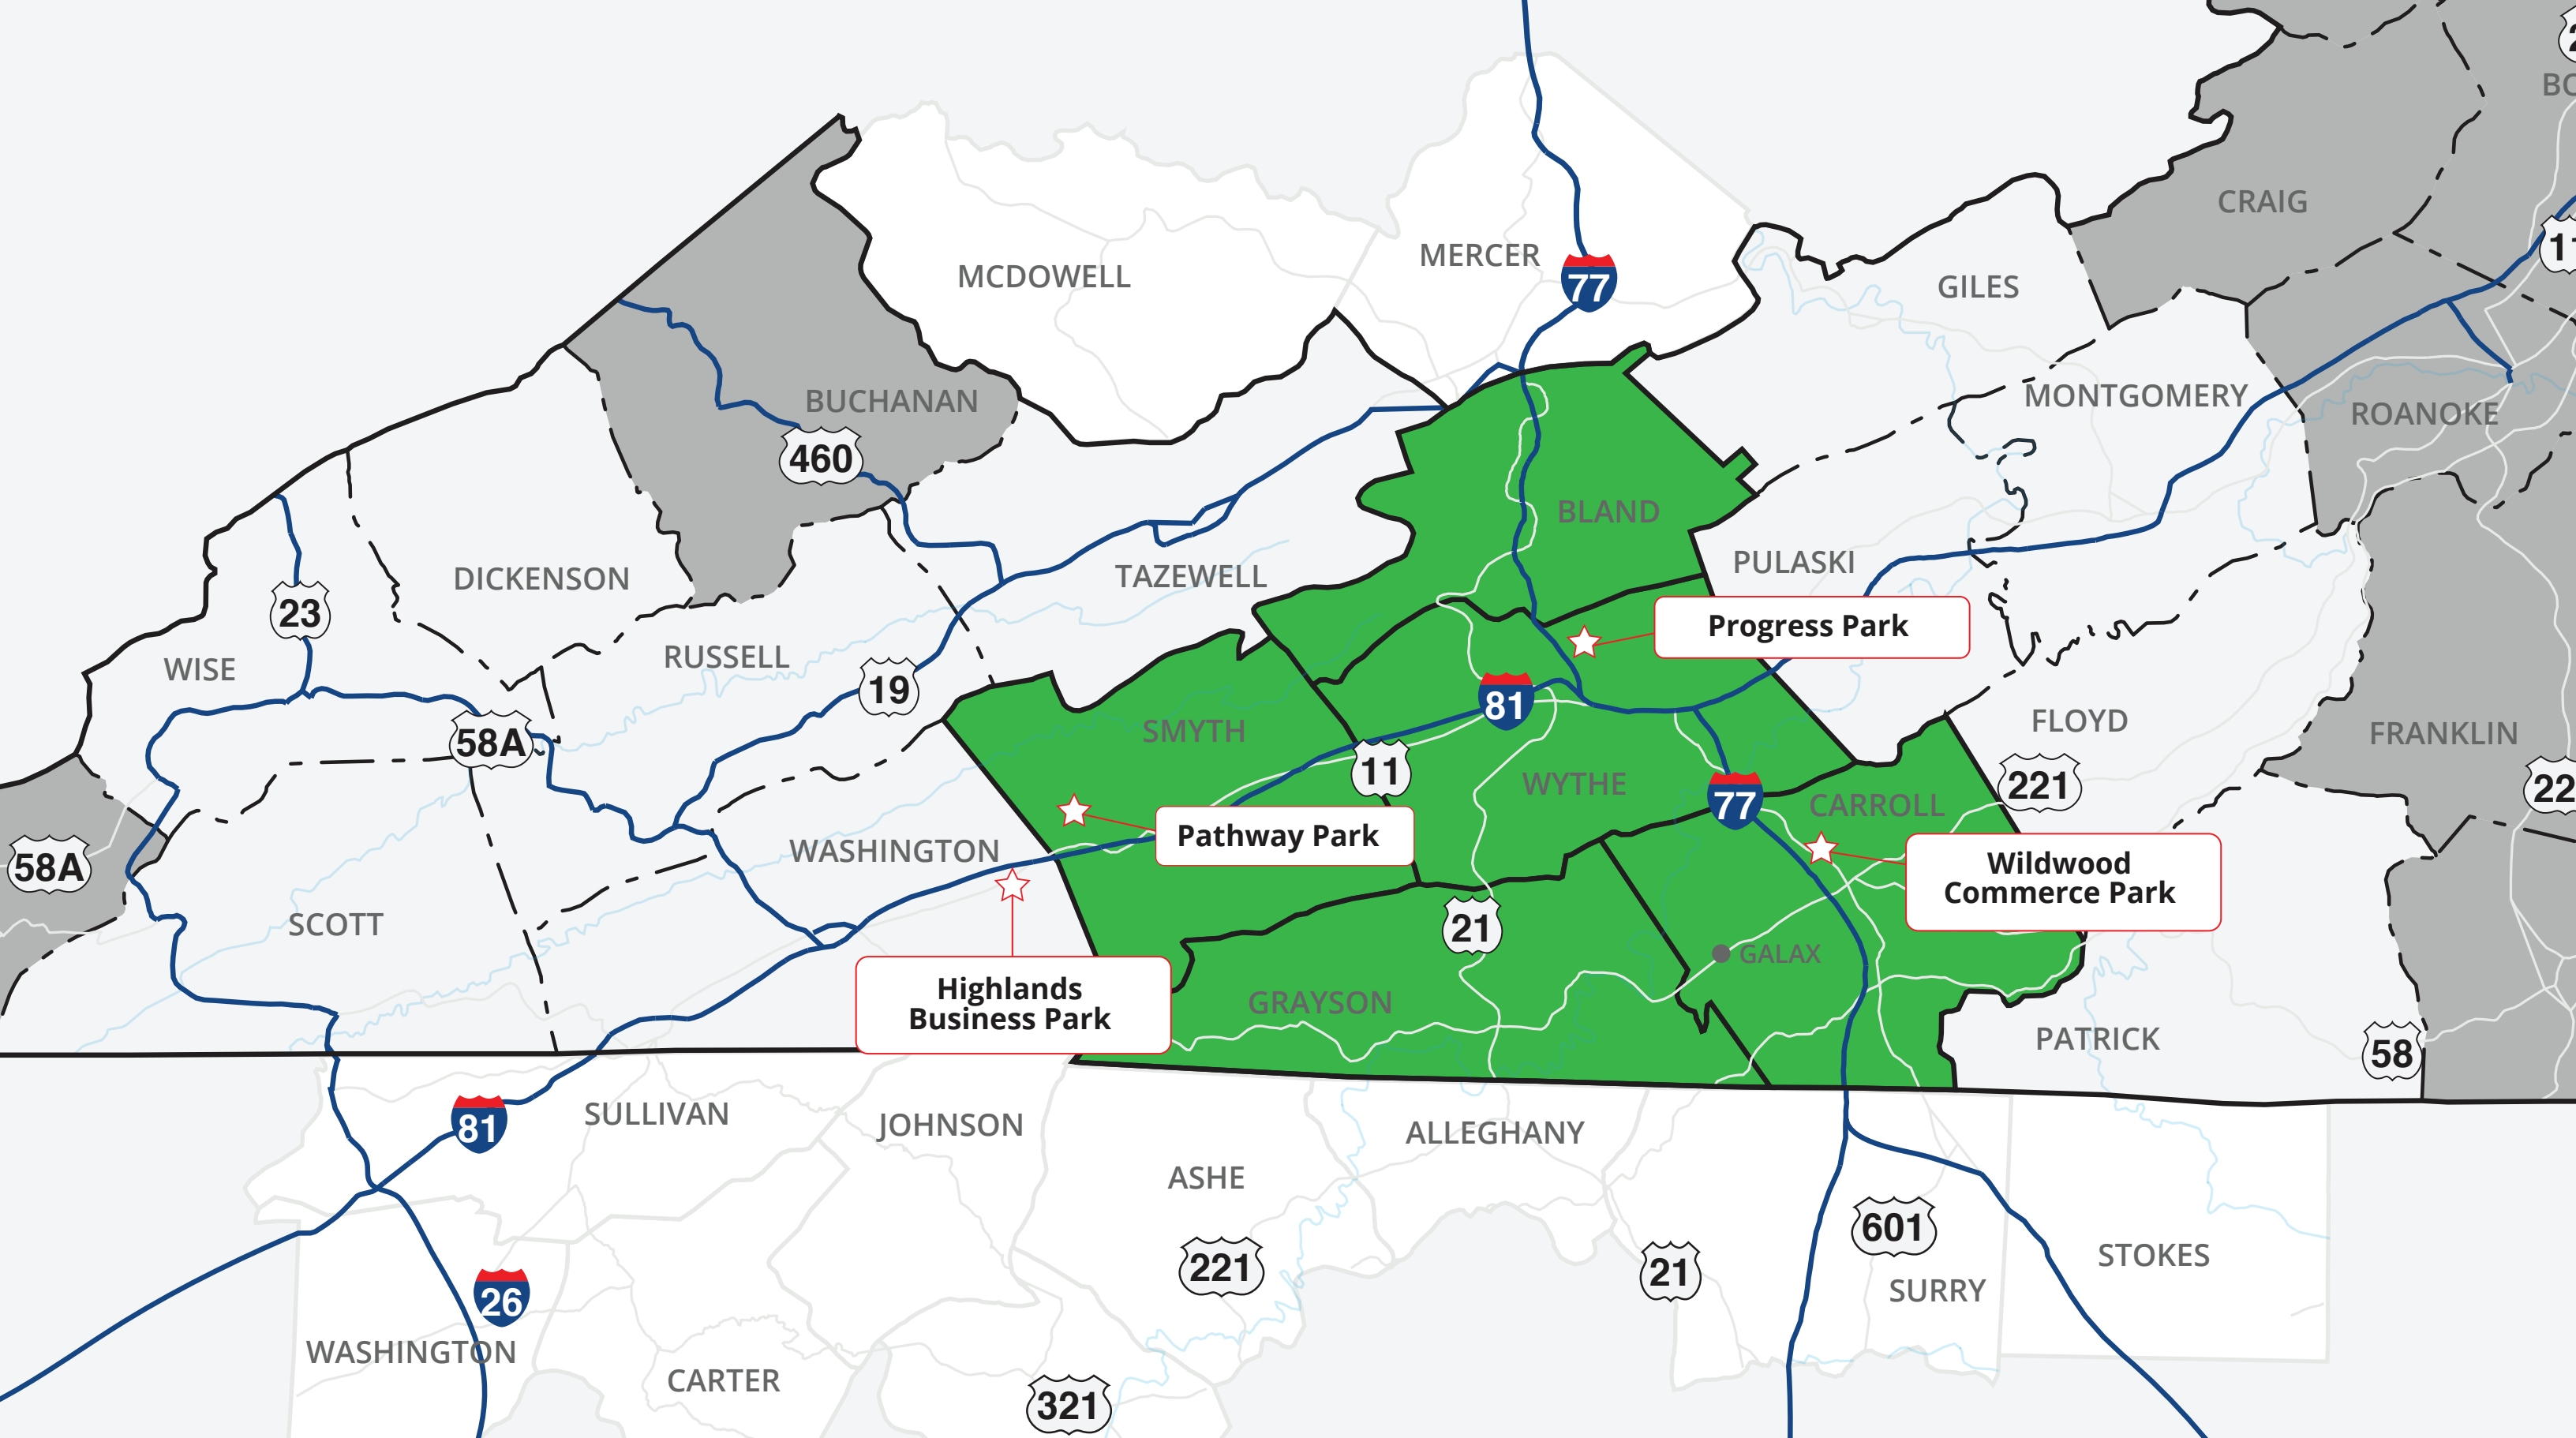 CRAIG
MERCER
MCDOWELL
77
GILES
BUCHANAN
MONTGOMERY
ROANOKE
460
BLAND
PULASKI
DICKENSON
TAZEWELL
23
Progress Park
RUSSELL
WISE
19
81
FLOYD
SMYTH
FRANKLIN
58A
11
WYTHE
221
77
CARROLL
Pathway Park
WASHINGTON
58A
Wildwood
Commerce Park
SCOTT
21
GALAX
Highlands
Business Park
GRAYSON
PATRICK
58
SULLIVAN
JOHNSON
81
ALLEGHANY
ASHE
601
STOKES
221
21
SURRY
26
WASHINGTON
CARTER
321